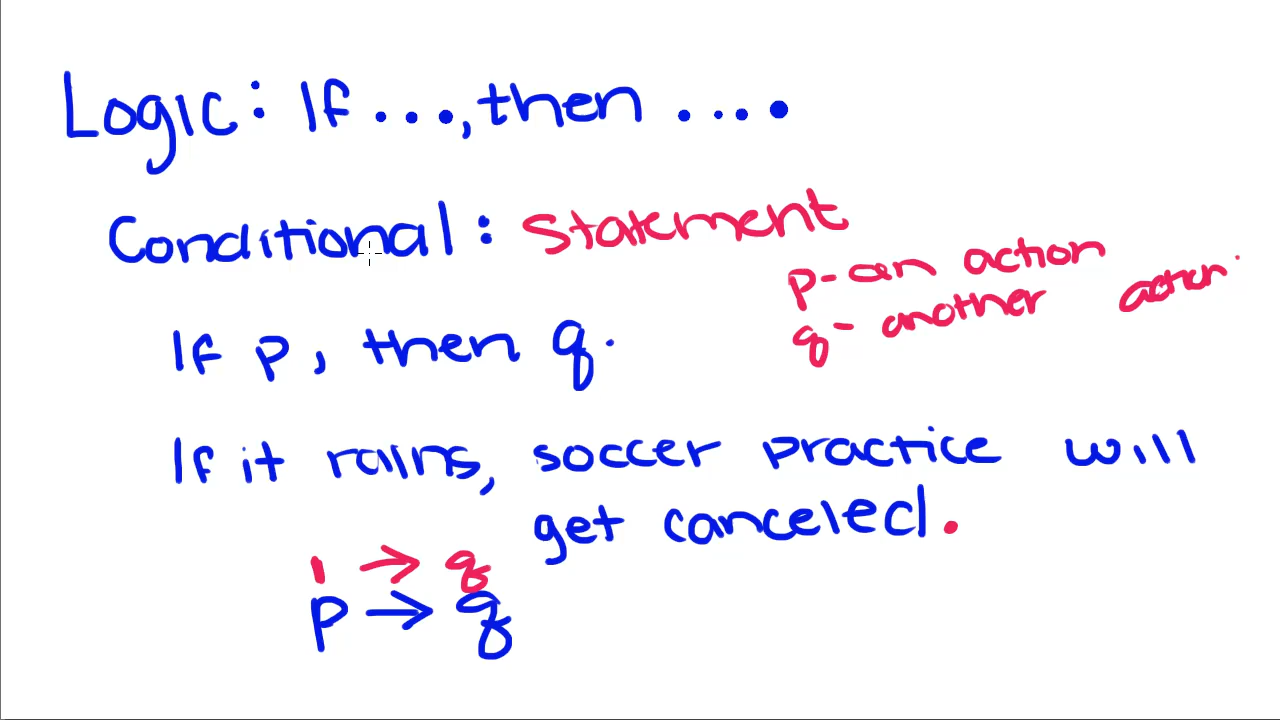 Logic: If ..., then ....
Conditional: Statement
p - an action
q - another action.
If p, then q.
If it rains, soccer practice will
get canceled.
→ q
p → q